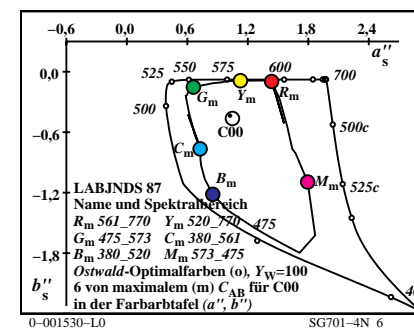 −0,6 0,0 0,6 1,2 1,8 2,4
a''s
525 550 575 600 700
0,0
Gm Ym Rm
500
C00
500c
−0,6
Cm
Bm Mm
525c
−1,2
LABJNDS 87
Name und Spektralbereich
Rm 561_770 Ym 520_770
Gm 475_573 Cm 380_561
475
Bm 380_520 Mm 573_475
−1,8
Ostwald-Optimalfarben (o), YW=100
b''s
6 von maximalem (m) CAB für C00
in der Farbartafel (a'', b'')
0−001530−L0 SG701−4N 6